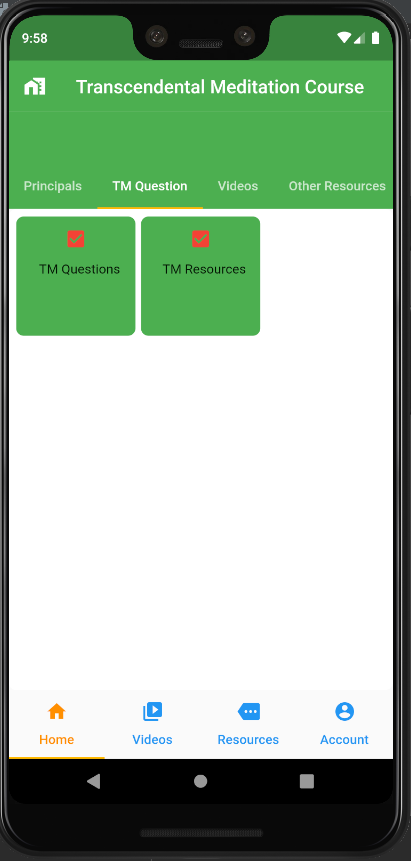 9:58
Transcendental Meditation Course
Principals TM Question Videos Other Resources
TM Questions TM Resources
Home Videos Resources Account